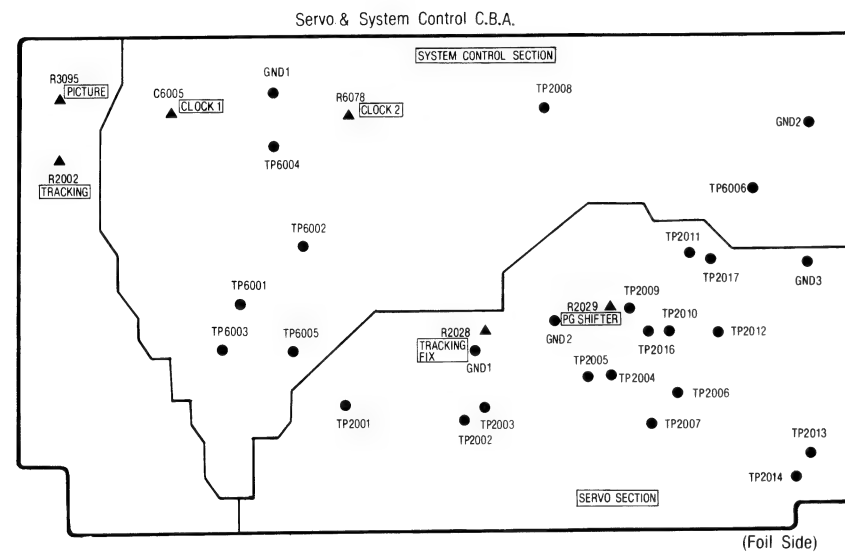 Servo & System Control C.B.A.
SYSTEM CONTROL SECTION
R3095
PICTURE
C6005
CLOCK 1
GND1
R6078
CLOCK 2
TP2008
GND2
R2002
TRACKING
TP6004
TP6006
TP6002
TP2011
TP2017
GND3
TP6001
R2029
PG SHIFTER
TP2009
TP2010
GND2
TP2016
TP2012
TP6003
TP6005
R2028
TRACKING
FIX
GND1
TP2005
TP2004
TP2006
TP2001
TP2003
TP2002
TP2007
TP2013
TP2014
SERVO SECTION
(Foil Side)